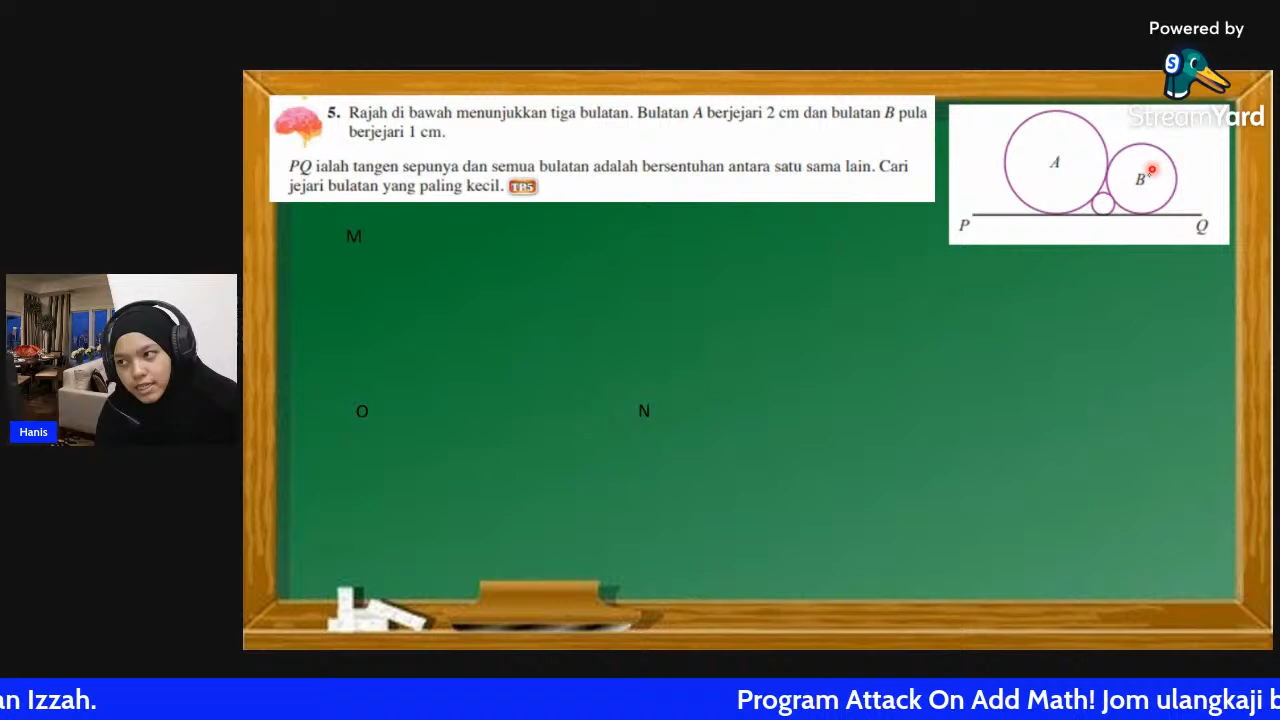 Powered by
StreamYard
5. Rajah di bawah menunjukkan tiga bulatan. Bulatan A berjejari 2 cm dan bulatan B pula
berjejari 1 cm.
PQ ialah tangen sepunya dan semua bulatan adalah bersentuhan antara satu sama lain. Cari
jejari bulatan yang paling kecil. TP5
A
B
P
Q
M
O
N
Hanis
an Izzah.
Program Attack On Add Math! Jom ulangkaji b